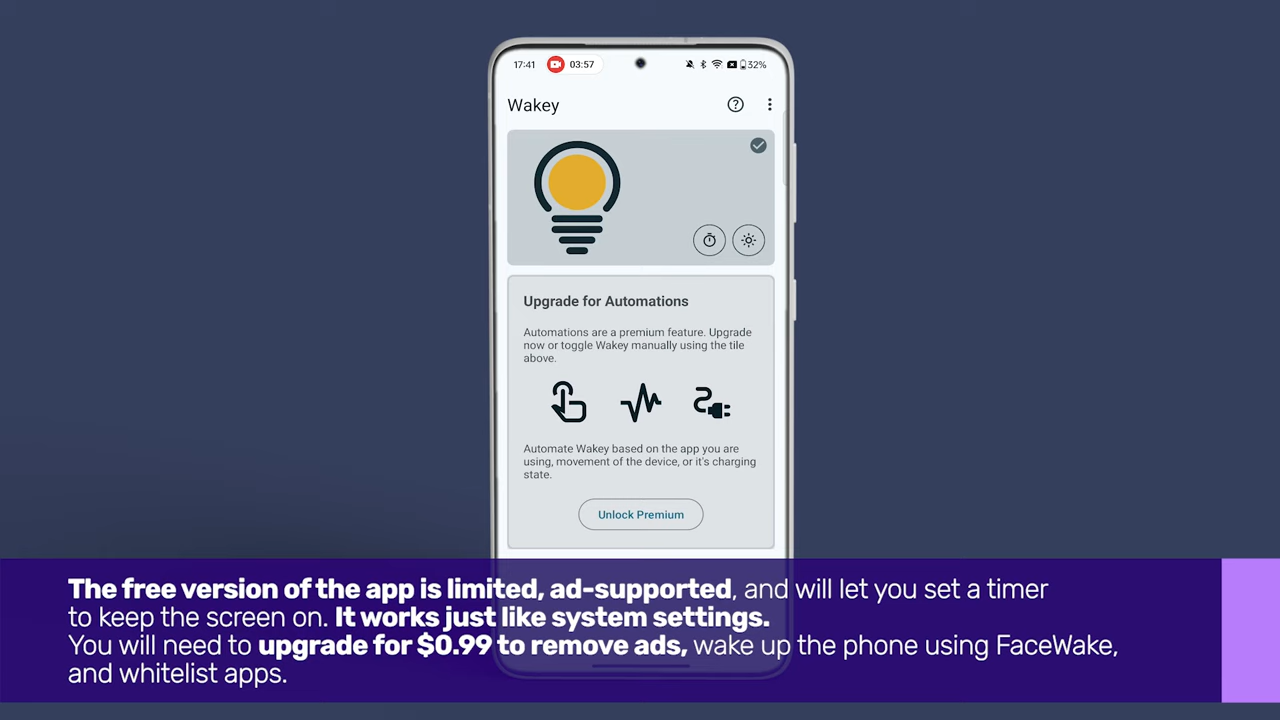 17:41 03:57 32%
Wakey
Upgrade for Automations
Automations are a premium feature. Upgrade
now or toggle Wakey manually using the tile
above.
Automate Wakey based on the app you are
using, movement of the device, or it's charging
state.
Unlock Premium
The free version of the app is limited, ad-supported, and will let you set a timer
to keep the screen on. It works just like system settings.
You will need to upgrade for $0.99 to remove ads, wake up the phone using FaceWake,
and whitelist apps.